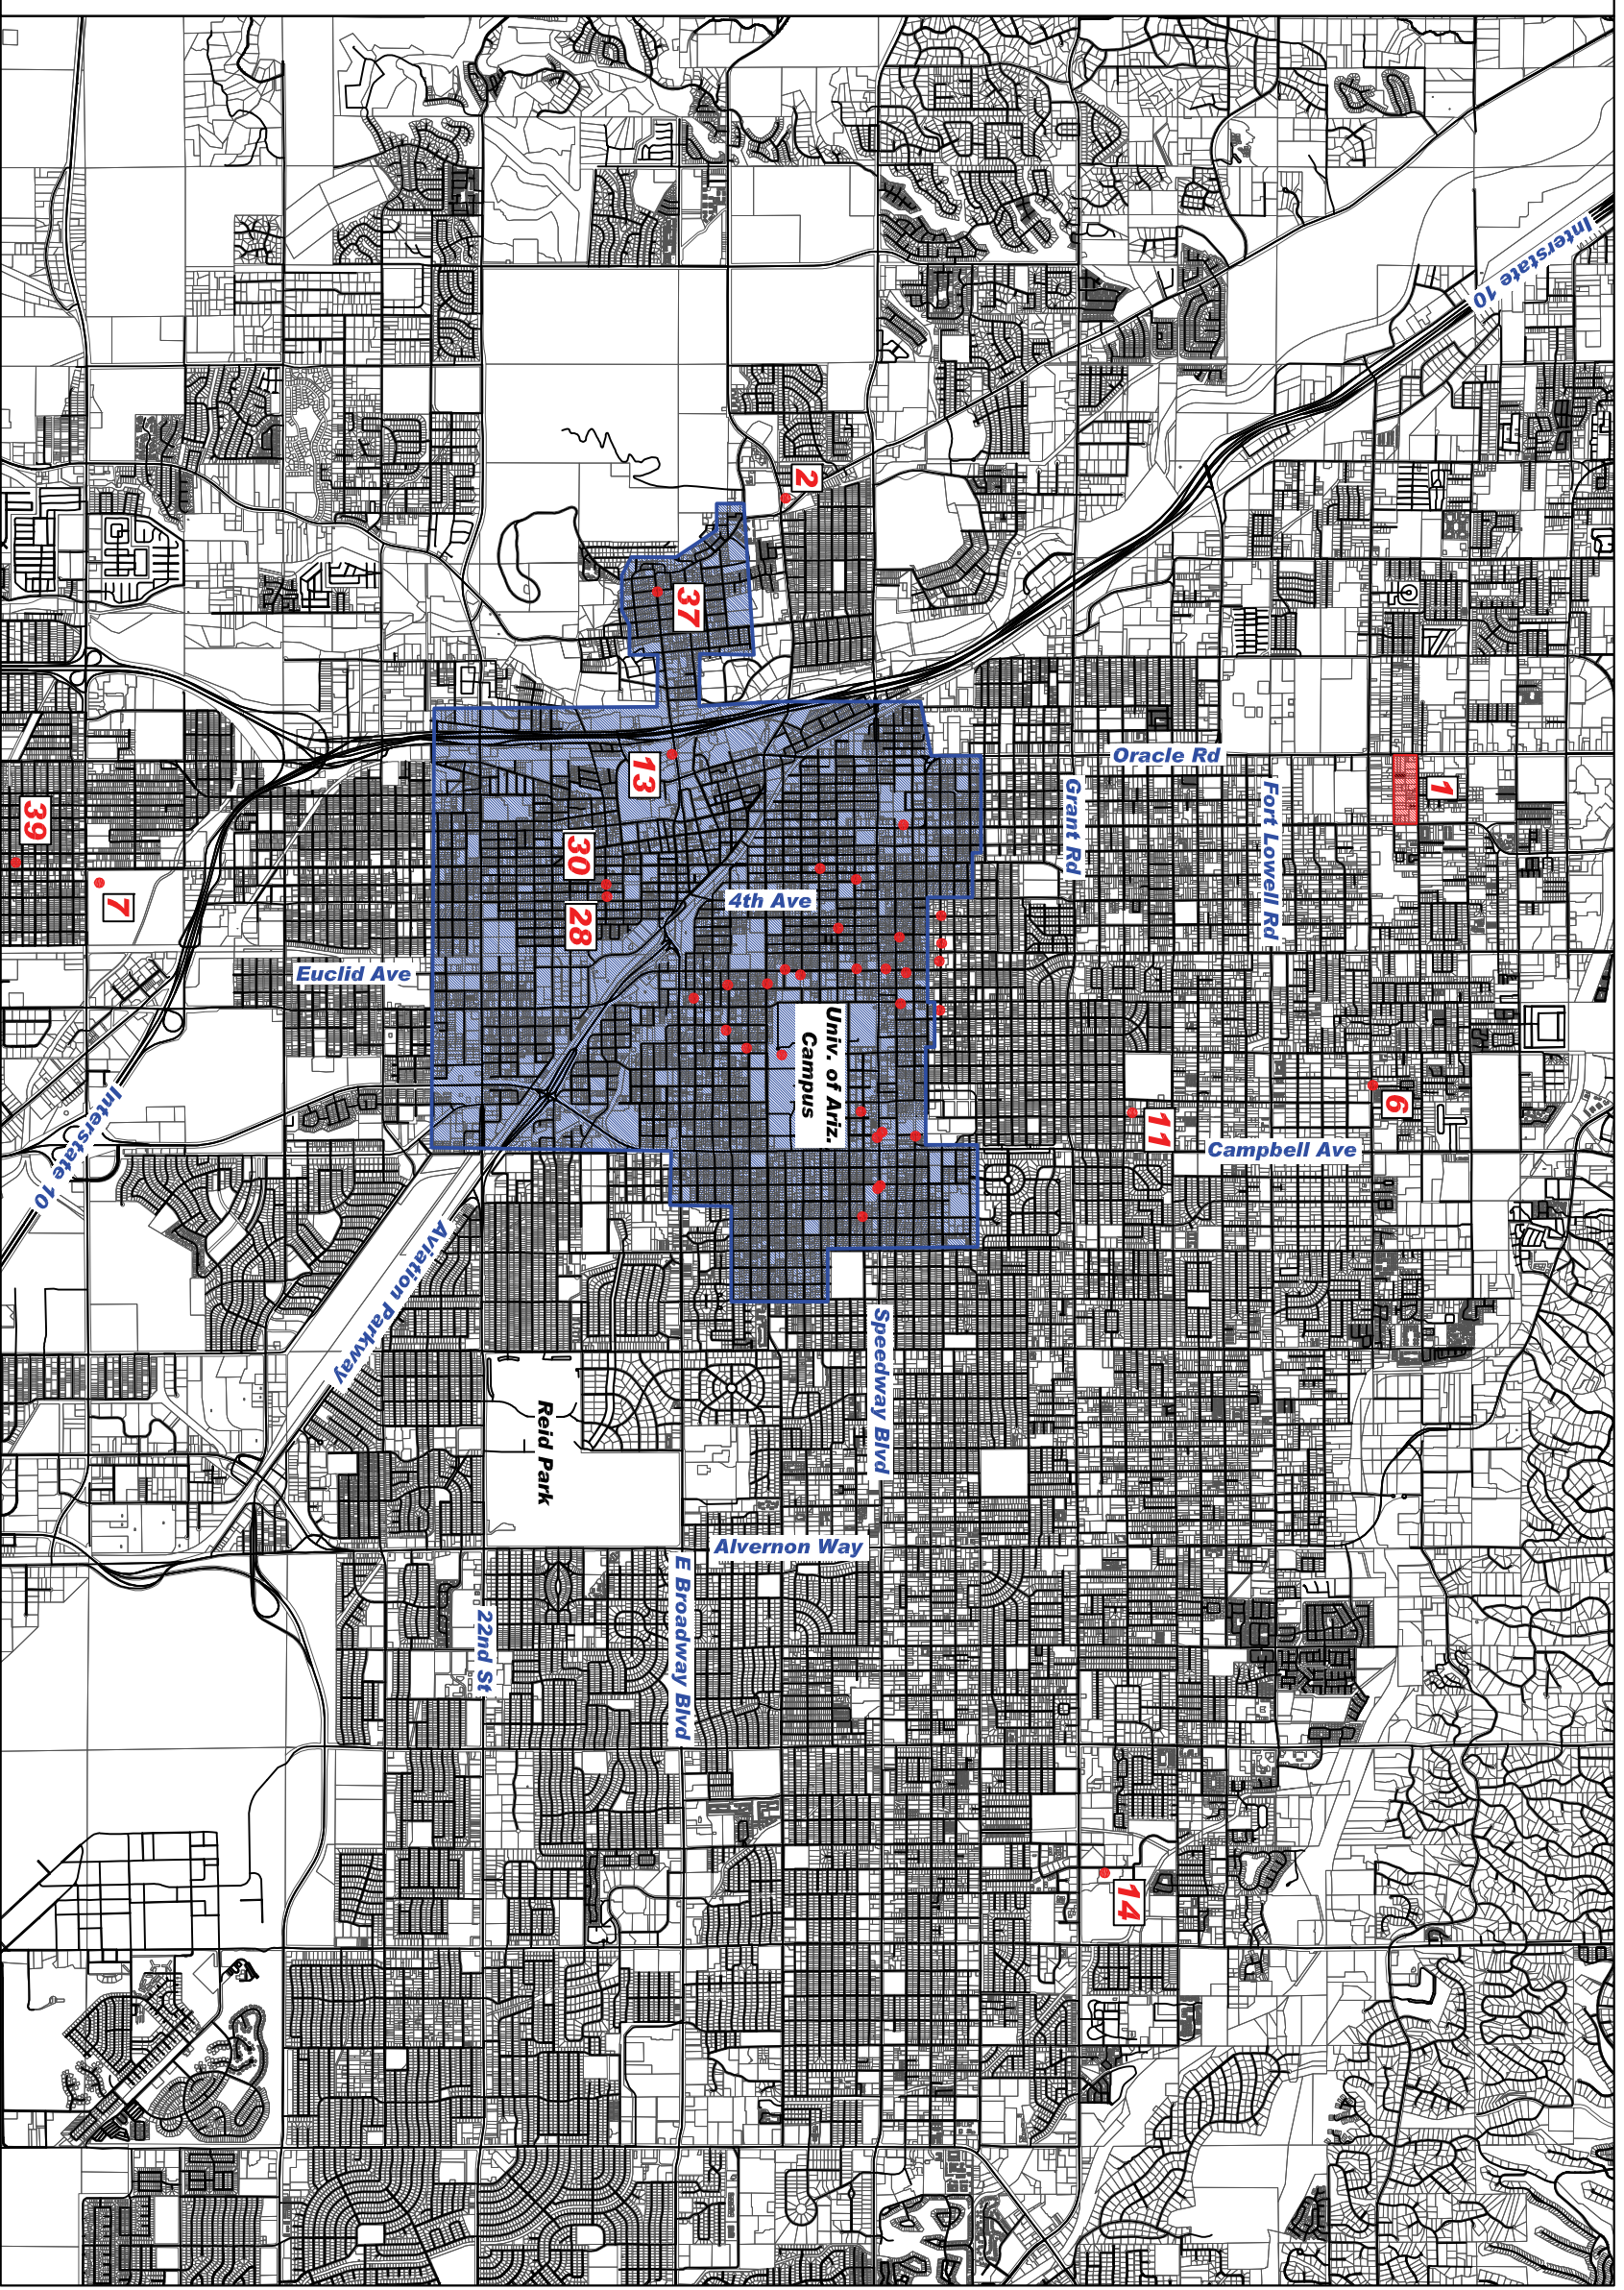 Interstate 10
2
37
Oracle Rd
1
Grant Rd
Fort Lowell Rd
13
39
30
7
4th Ave
28
Euclid Ave
Univ. of Ariz.
Campus
6
11
Campbell Ave
Interstate 10
Aviation Parkway
Speedway Blvd
Reid Park
Alvernon Way
E Broadway Blvd
22nd St
14